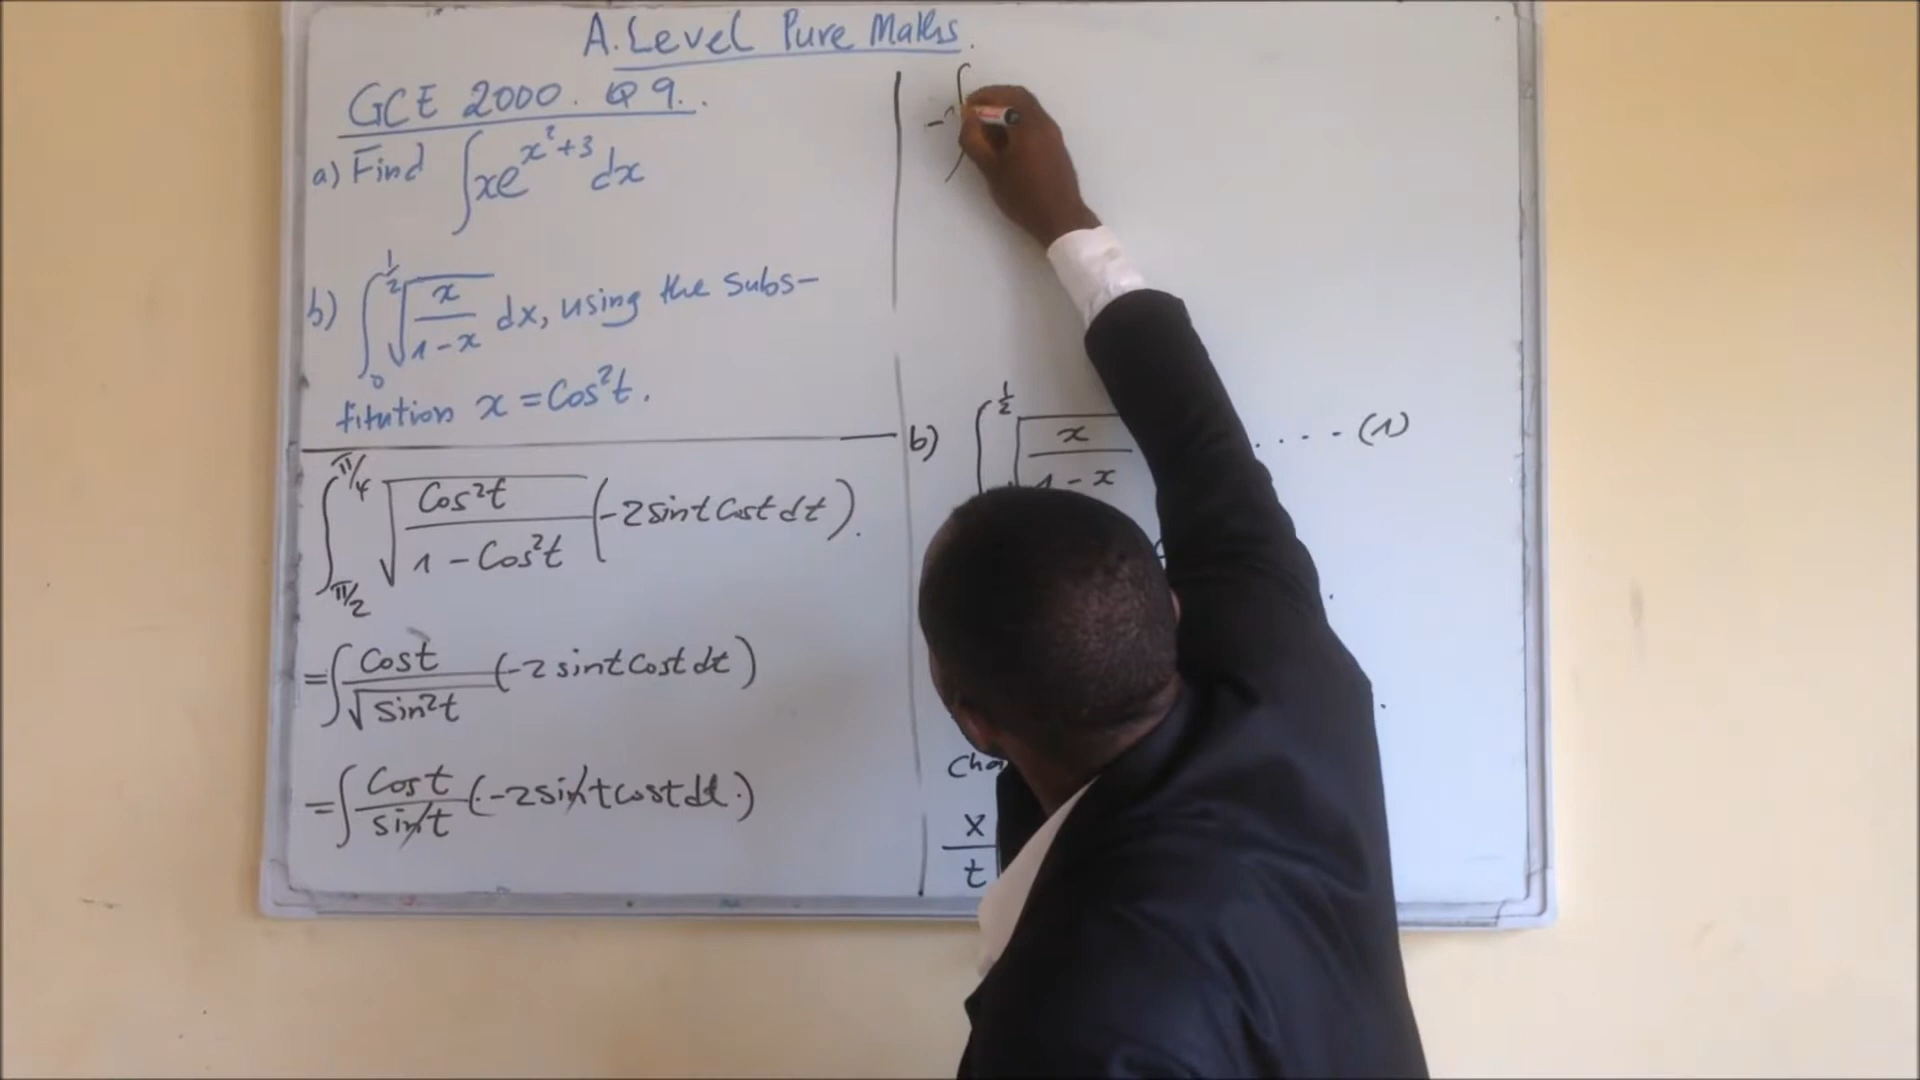 A. Level Pure Maths.
GCE 2000. Q 9.
a) Find ∫xe^{x²+3} dx
b) ∫₀^{1/2} √(x/(1-x)) dx, using the subs-
titution x = Cos²t.
∫_{π/2}^{π/4} √(Cos²t/(1 - Cos²t)) (-2 sint Cost dt).
= ∫ Cost/√(sin²t) (-2 sint Cost dt)
= ∫ Cost/sint (-2 sint cost dt.)
-
∫
b) ∫^{1/2} √(x/(1-x)) .... (1)
Cha
x
t